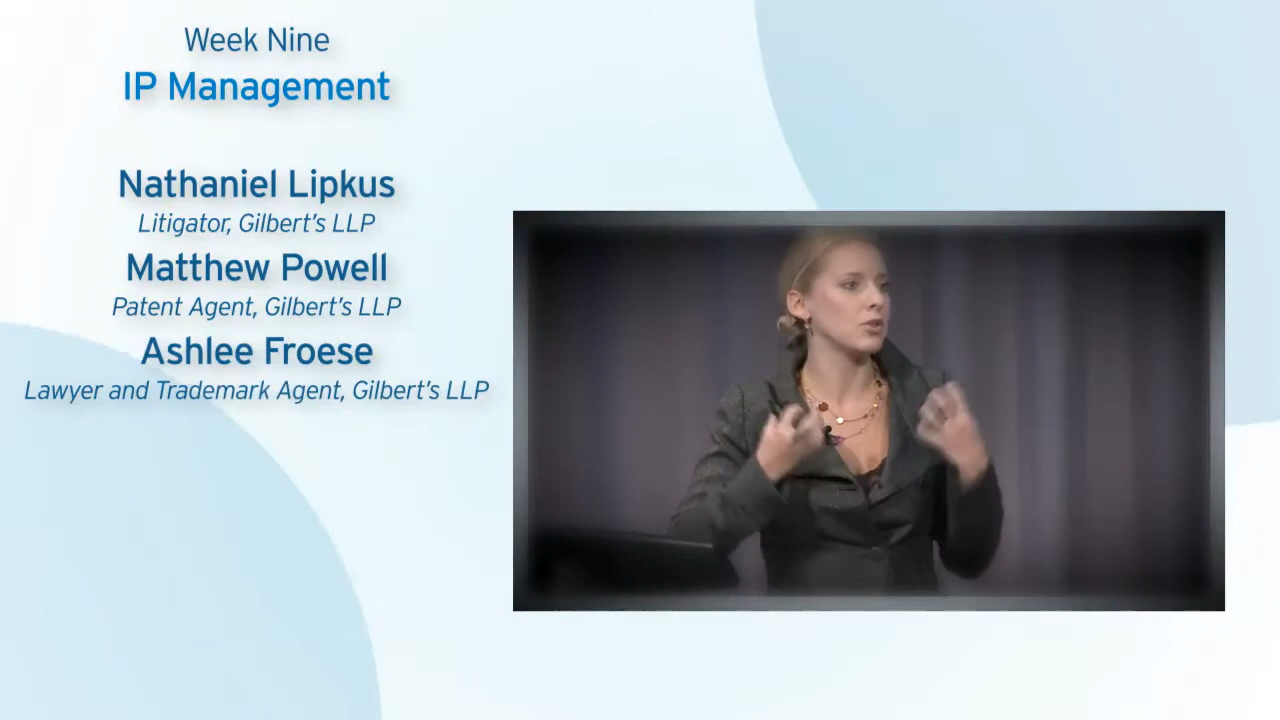 Week Nine
IP Management
Nathaniel Lipkus
Litigator, Gilbert's LLP
Matthew Powell
Patent Agent, Gilbert's LLP
Ashlee Froese
Lawyer and Trademark Agent, Gilbert's LLP